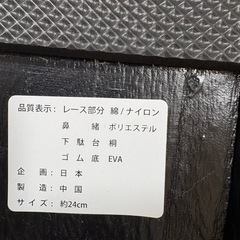 品質表示：レース部分 綿/ナイロン
鼻緒 ポリエステル
下駄台 桐
ゴム底 EVA
企画：日本
製造：中国
サイズ：約24cm